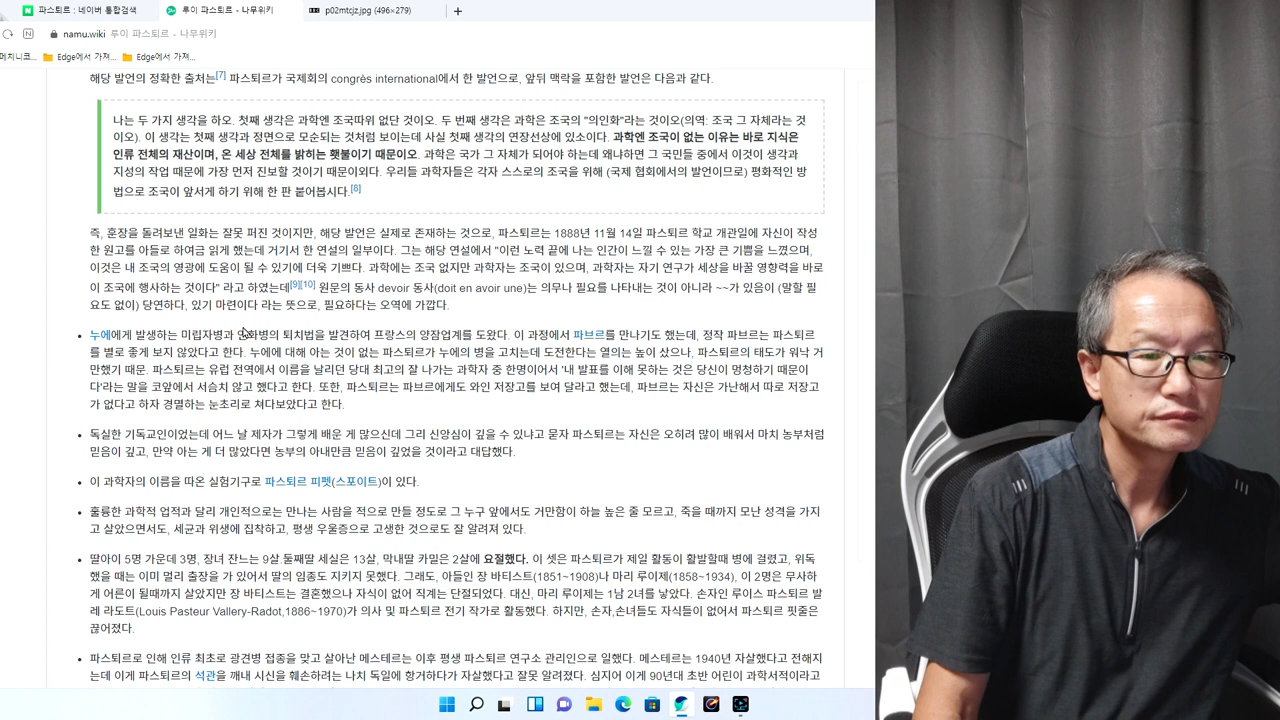 파스퇴르 : 네이버 통합검색
루이 파스퇴르 - 나무위키
p02mtcjz.jpg (496×279)
namu.wiki 루이 파스퇴르 - 나무위키
Edge에서 가져... Edge에서 가져...
해당 발언의 정확한 출처는[7] 파스퇴르가 국제회의 congrès international에서 한 발언으로, 앞뒤 맥락을 포함한 발언은 다음과 같다.
나는 두 가지 생각을 하오. 첫째 생각은 과학엔 조국따위 없단 것이오. 두 번째 생각은 과학은 조국의 "의인화"라는 것이오(의역: 조국 그 자체라는 것
이오). 이 생각은 첫째 생각과 정면으로 모순되는 것처럼 보이는데 사실 첫째 생각의 연장선상에 있소이다. 과학엔 조국이 없는 이유는 바로 지식은
인류 전체의 재산이며, 온 세상 전체를 밝히는 횃불이기 때문이오. 과학은 국가 그 자체가 되어야 하는데 왜냐하면 그 국민들 중에서 이것이 생각과
지성의 작업 때문에 가장 먼저 진보할 것이기 때문이외다. 우리들 과학자들은 각자 스스로의 조국을 위해 (국제 협회에서의 발언이므로) 평화적인 방
법으로 조국이 앞서게 하기 위해 한 판 붙어봅시다.[8]
즉, 훈장을 돌려보낸 일화는 잘못 퍼진 것이지만, 해당 발언은 실제로 존재하는 것으로, 파스퇴르는 1888년 11월 14일 파스퇴르 학교 개관일에 자신이 작성
한 원고를 아들로 하여금 읽게 했는데 거기서 한 연설의 일부이다. 그는 해당 연설에서 "이런 노력 끝에 나는 인간이 느낄 수 있는 가장 큰 기쁨을 느꼈으며,
이것은 내 조국의 영광에 도움이 될 수 있기에 더욱 기쁘다. 과학에는 조국 없지만 과학자는 조국이 있으며, 과학자는 자기 연구가 세상을 바꿀 영향력을 바로
이 조국에 행사하는 것이다" 라고 하였는데[9][10] 원문의 동사 devoir 동사(doit en avoir une)는 의무나 필요를 나타내는 것이 아니라 ~~가 있음이 (말할 필
요도 없이) 당연하다, 있기 마련이다 라는 뜻으로, 필요하다는 오역에 가깝다.
누에에게 발생하는 미립자병과 연화병의 퇴치법을 발견하여 프랑스의 양잠업계를 도왔다. 이 과정에서 파브르를 만나기도 했는데, 정작 파브르는 파스퇴르
를 별로 좋게 보지 않았다고 한다. 누에에 대해 아는 것이 없는 파스퇴르가 누에의 병을 고치는데 도전한다는 열의는 높이 샀으나, 파스퇴르의 태도가 워낙 거
만했기 때문. 파스퇴르는 유럽 전역에서 이름을 날리던 당대 최고의 잘 나가는 과학자 중 한명이어서 '내 발표를 이해 못하는 것은 당신이 멍청하기 때문이
다'라는 말을 코앞에서 서슴치 않고 했다고 한다. 또한, 파스퇴르는 파브르에게도 와인 저장고를 보여 달라고 했는데, 파브르는 자신은 가난해서 따로 저장고
가 없다고 하자 경멸하는 눈초리로 쳐다보았다고 한다.
독실한 기독교인이었는데 어느 날 제자가 그렇게 배운 게 많으신데 그리 신앙심이 깊을 수 있냐고 묻자 파스퇴르는 자신은 오히려 많이 배워서 마치 농부처럼
믿음이 깊고, 만약 아는 게 더 많았다면 농부의 아내만큼 믿음이 깊었을 것이라고 대답했다.
이 과학자의 이름을 따온 실험기구로 파스퇴르 피펫(스포이트)이 있다.
훌륭한 과학적 업적과 달리 개인적으로는 만나는 사람을 적으로 만들 정도로 그 누구 앞에서도 거만함이 하늘 높은 줄 모르고, 죽을 때까지 모난 성격을 가지
고 살았으면서도, 세균과 위생에 집착하고, 평생 우울증으로 고생한 것으로도 잘 알려져 있다.
딸아이 5명 가운데 3명, 장녀 잔느는 9살 둘째딸 세실은 13살, 막내딸 카밀은 2살에 요절했다. 이 셋은 파스퇴르가 제일 활동이 활발할때 병에 걸렸고, 위독
했을 때는 이미 멀리 출장을 가 있어서 딸의 임종도 지키지 못했다. 그래도, 아들인 장 바티스트(1851~1908)나 마리 루이제(1858~1934), 이 2명은 무사하
게 어른이 될때까지 살았지만 장 바티스트는 결혼했으나 자식이 없어 직계는 단절되었다. 대신, 마리 루이제는 1남 2녀를 낳았다. 손자인 루이스 파스퇴르 발
레 라도트(Louis Pasteur Vallery-Radot,1886~1970)가 의사 및 파스퇴르 전기 작가로 활동했다. 하지만, 손자,손녀들도 자식들이 없어서 파스퇴르 핏줄은
끊어졌다.
파스퇴르로 인해 인류 최초로 광견병 접종을 맞고 살아난 메스테르는 이후 평생 파스퇴르 연구소 관리인으로 일했다. 메스테르는 1940년 자살했다고 전해지
는데 이게 파스퇴르의 석관을 깨내 시신을 훼손하려는 나치 독일에 항거하다가 자살했다고 잘못 알려졌다. 심지어 이게 90년대 초반 어린이 과학서적이라고